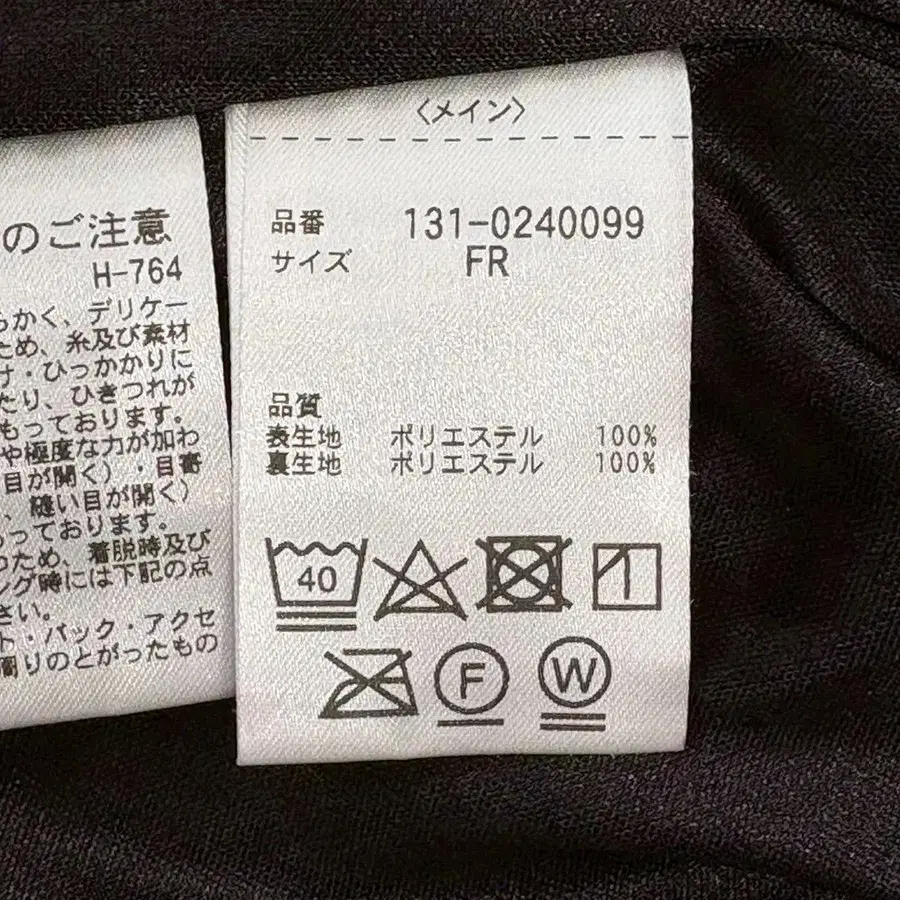 のご注意
H-764
らかく、デリケー
ため、糸及び素材
け・ひっかかりに
たり、ひきつれが
もっております。
や極度な力が加わ
目が開く)・目寄
、縫い目が開く)
もっております。
ため、着脱時及び
ング時には下記の点
さい。
ト・バック・アクセ
周りのとがったもの
〈メイン〉
品番 131-0240099
サイズ FR
品質
表生地 ポリエステル 100%
裏生地 ポリエステル 100%
40
F W